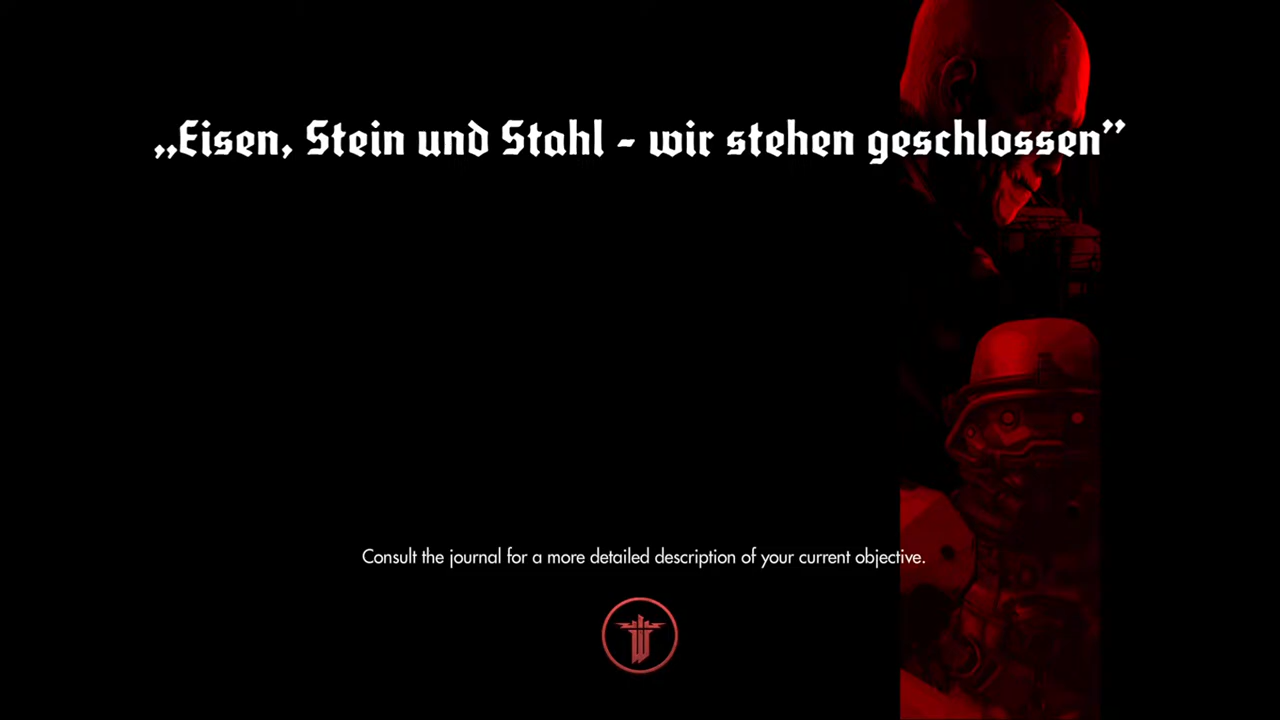 „Eisen, Stein und Stahl - wir stehen geschlossen”
Consult the journal for a more detailed description of your current objective.